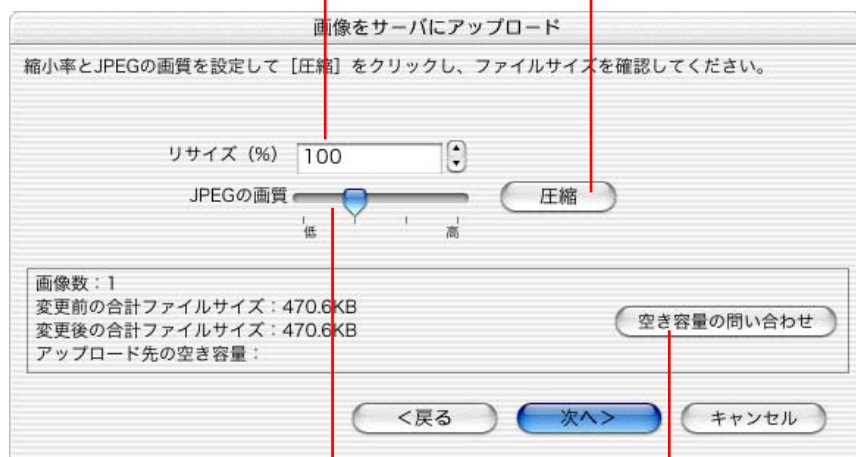 画像をサーバにアップロード
縮小率とJPEGの画質を設定して［圧縮］をクリックし、ファイルサイズを確認してください。
リサイズ（%） 100
JPEGの画質 圧縮
低 高
画像数：1
変更前の合計ファイルサイズ：470.6KB
変更後の合計ファイルサイズ：470.6KB
空き容量の問い合わせ
アップロード先の空き容量：
＜戻る 次へ＞ キャンセル